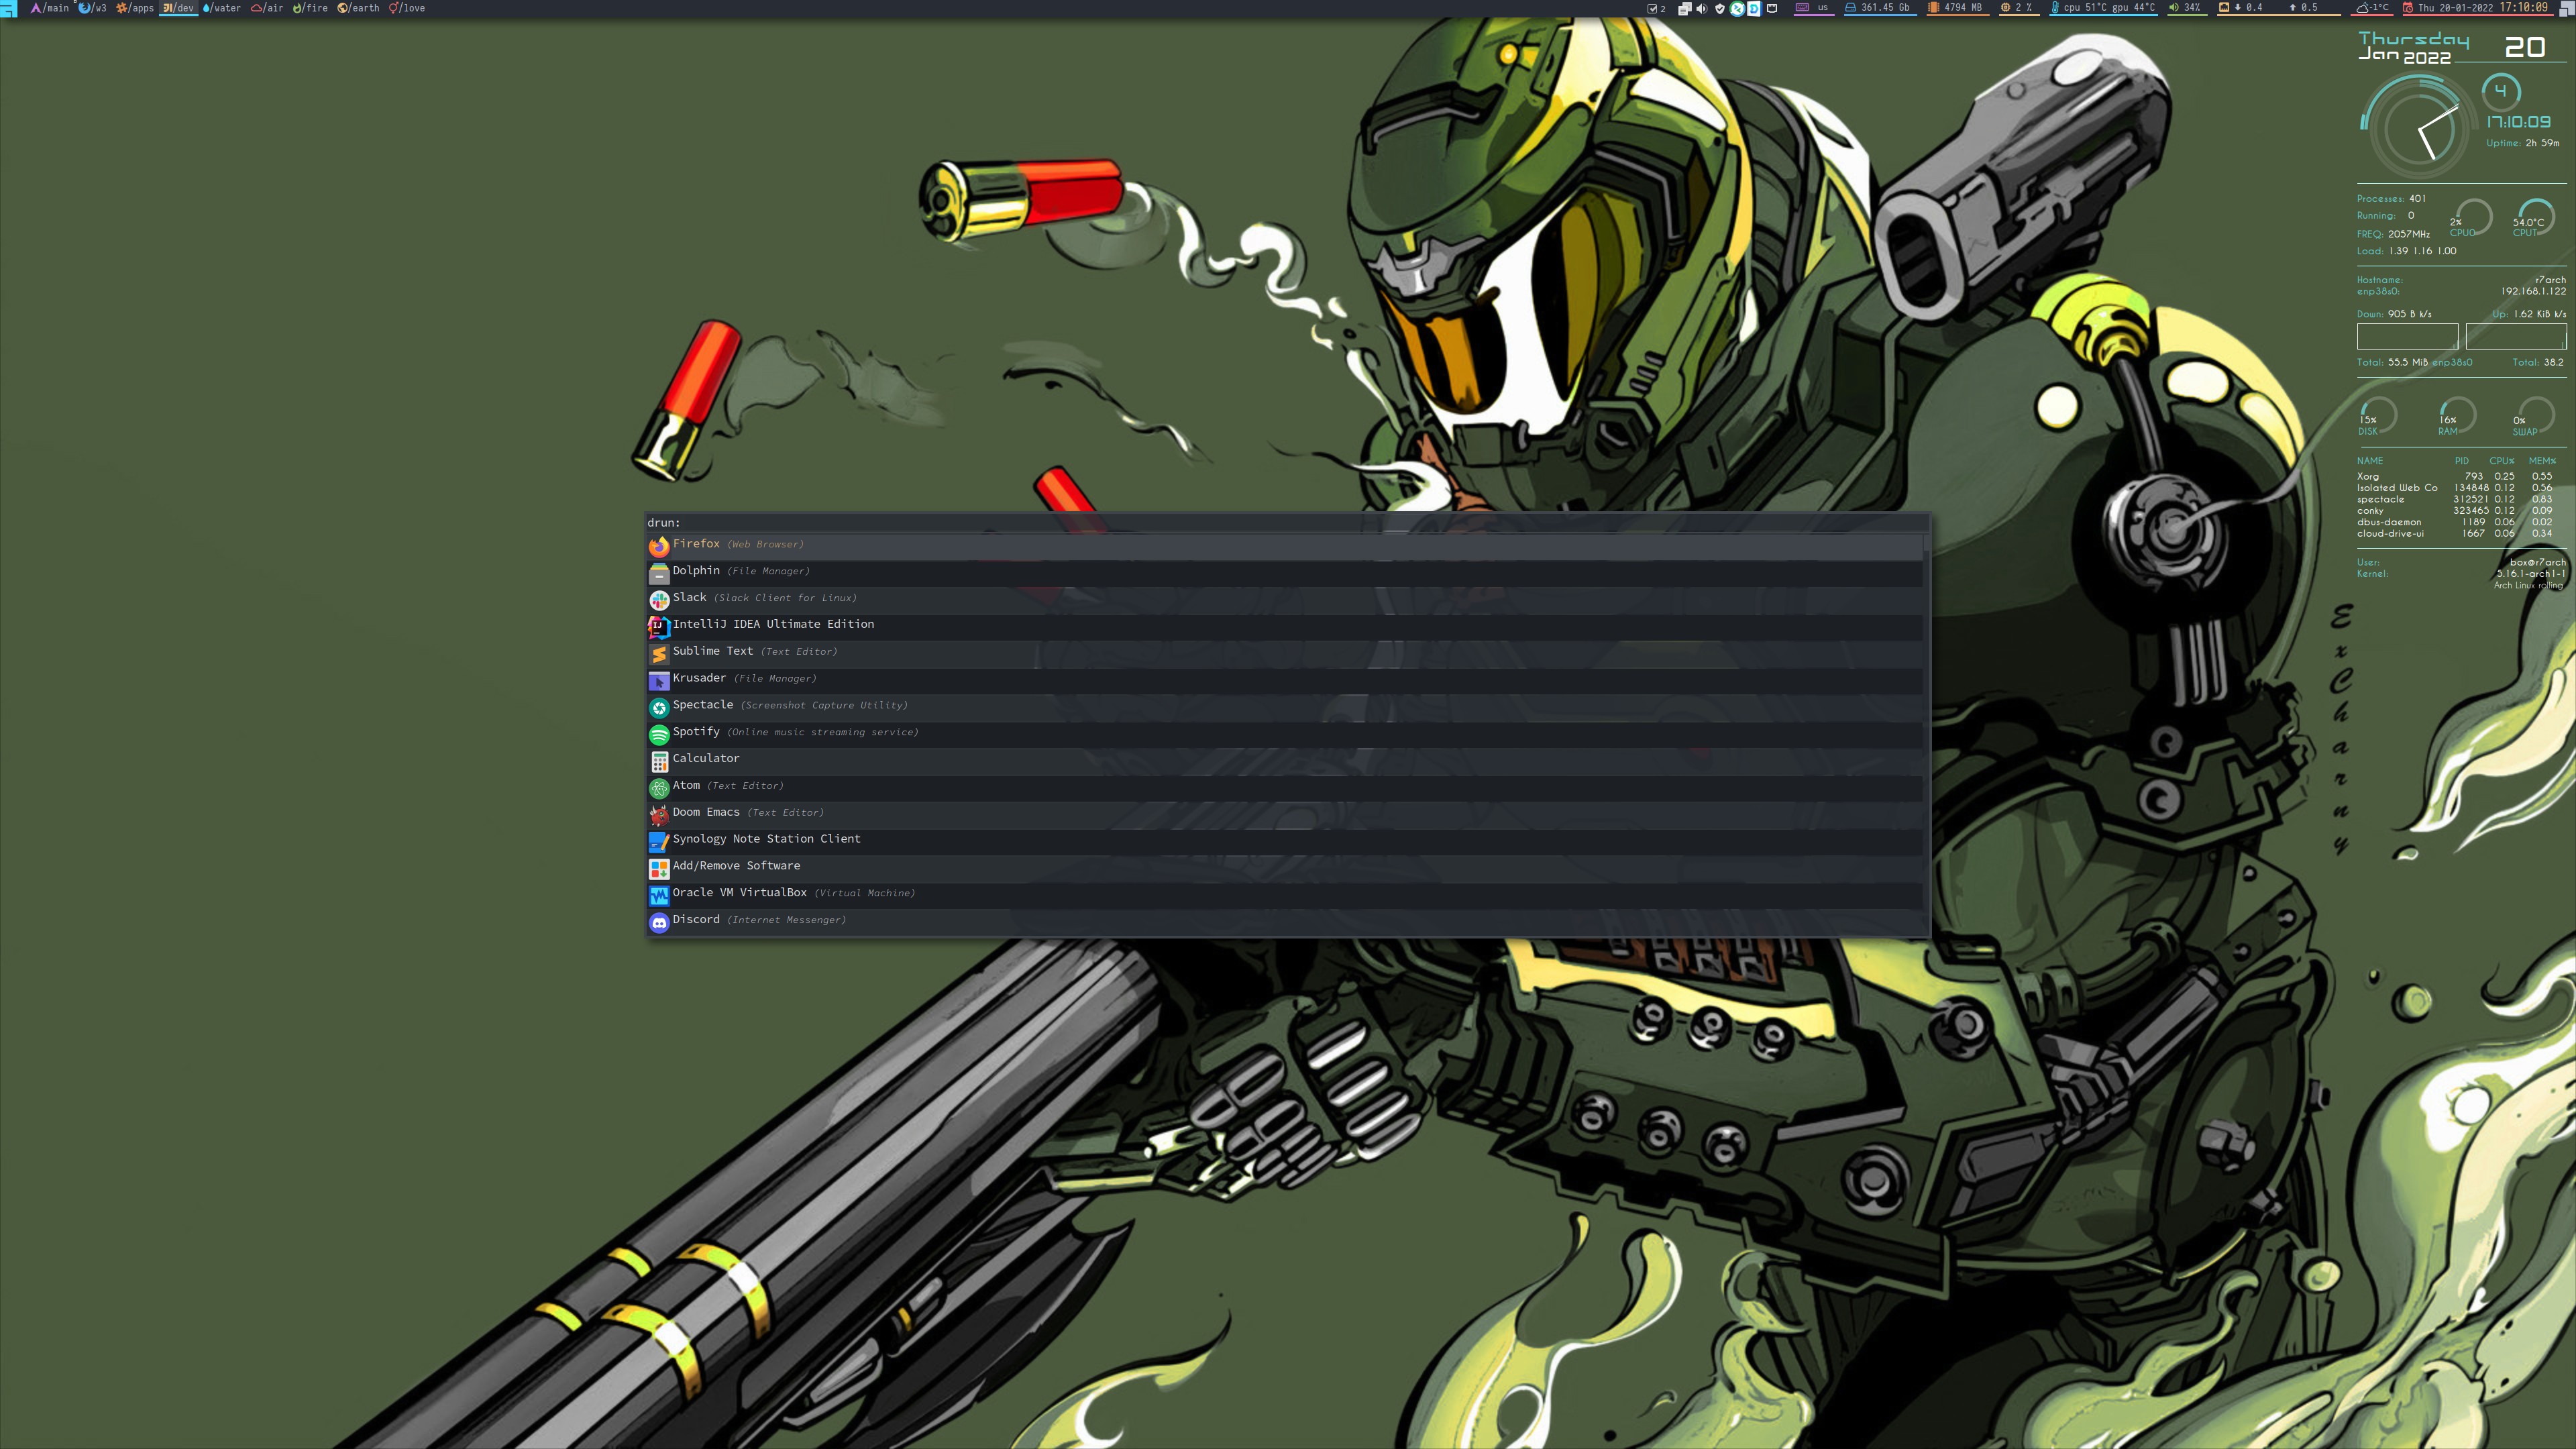 /main /w3 /apps /dev /water /air /fire /earth /love
2 us 361.45 Gb 4794 MB 2 % cpu 51°C gpu 44°C 34% 0.4 0.5 -1°C Thu 20-01-2022 17:10:09
Thursday 20
Jan 2022
4
17:10:09
Uptime: 2h 59m
Processes: 401
Running: 0
2% 54.0°C
FREQ: 2057MHz CPU0 CPUT
Load: 1.39 1.16 1.00
Hostname: r7arch
enp38s0: 192.168.1.122
Down: 905 B k/s Up: 1.62 KiB k/s
Total: 55.5 MiB enp38s0 Total: 38.2
15% 16% 0%
DISK RAM SWAP
NAME PID CPU% MEM%
Xorg 793 0.25 0.55
Isolated Web Co 134848 0.12 0.56
spectacle 312521 0.12 0.83
conky 323465 0.12 0.09
dbus-daemon 1189 0.06 0.02
cloud-drive-ui 1667 0.06 0.34
User: box@r7arch
Kernel: 5.16.1-arch1-1
Arch Linux rolling
drun:
Firefox (Web Browser)
Dolphin (File Manager)
Slack (Slack Client for Linux)
IntelliJ IDEA Ultimate Edition
Sublime Text (Text Editor)
Krusader (File Manager)
Spectacle (Screenshot Capture Utility)
Spotify (Online music streaming service)
Calculator
Atom (Text Editor)
Doom Emacs (Text Editor)
Synology Note Station Client
Add/Remove Software
Oracle VM VirtualBox (Virtual Machine)
Discord (Internet Messenger)
ExCharny